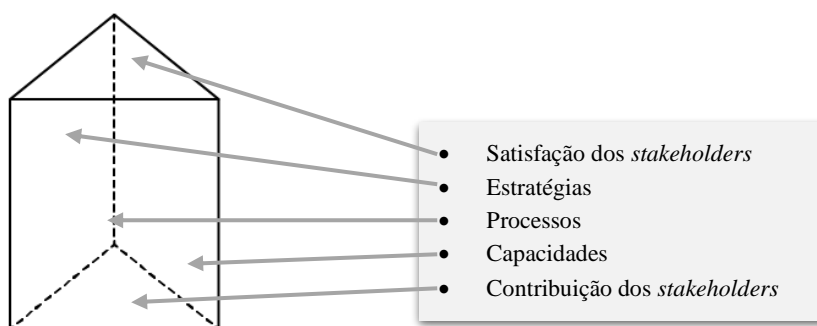 • Satisfação dos stakeholders
• Estratégias
• Processos
• Capacidades
• Contribuição dos stakeholders